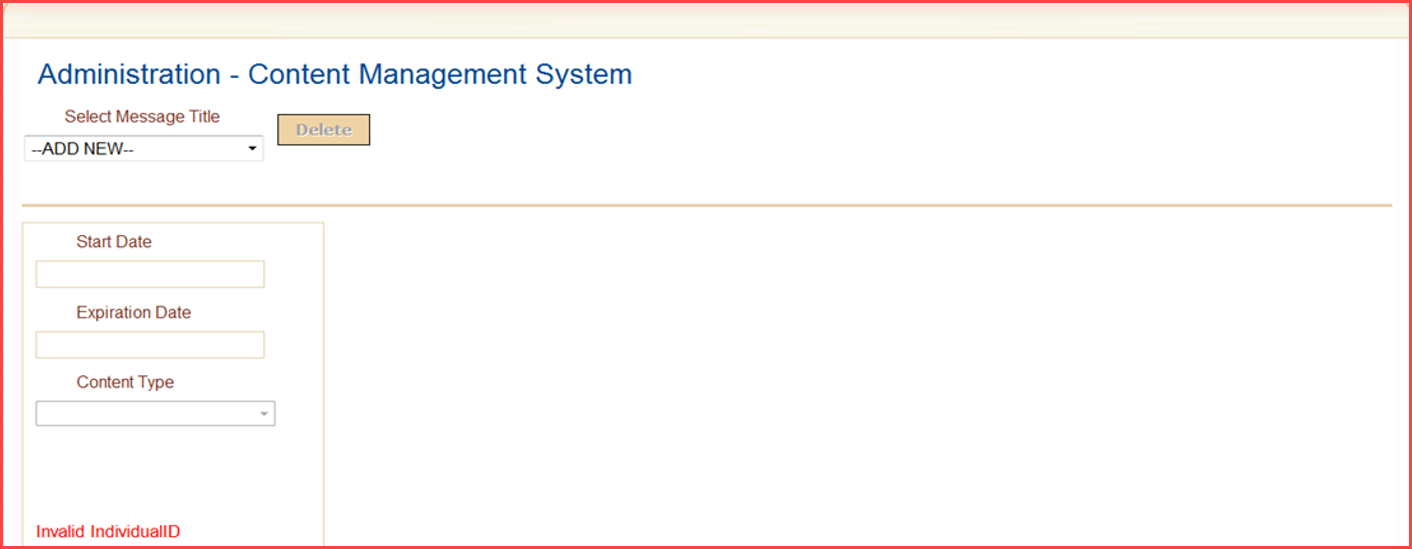 Administration - Content Management System
Select Message Title
Delete
--ADD NEW--
Start Date
Expiration Date
Content Type
Invalid IndividualID